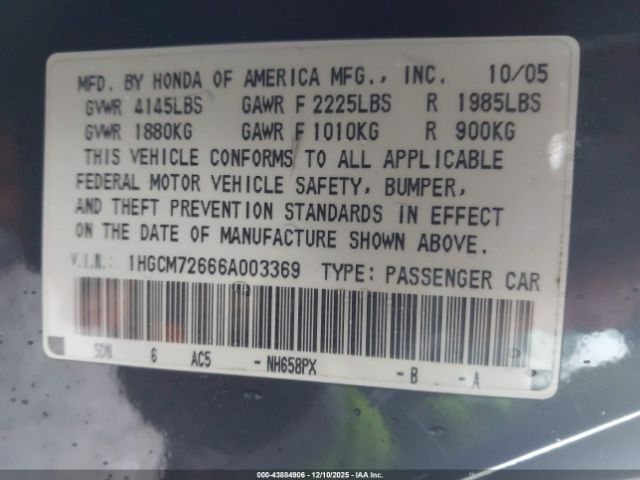 MFD. BY HONDA OF AMERICA MFG., INC. 10/05
GVWR 4145LBS GAWR F 2225LBS R 1985LBS
GVWR 1880KG GAWR F 1010KG R 900KG
THIS VEHICLE CONFORMS TO ALL APPLICABLE
FEDERAL MOTOR VEHICLE SAFETY, BUMPER,
AND THEFT PREVENTION STANDARDS IN EFFECT
ON THE DATE OF MANUFACTURE SHOWN ABOVE.
V.I.N.: 1HGCM72666A003369 TYPE: PASSENGER CAR
SDN 6 AC5 -NH658PX -B -A
000-43884906 - 12/10/2025 - IAA Inc.